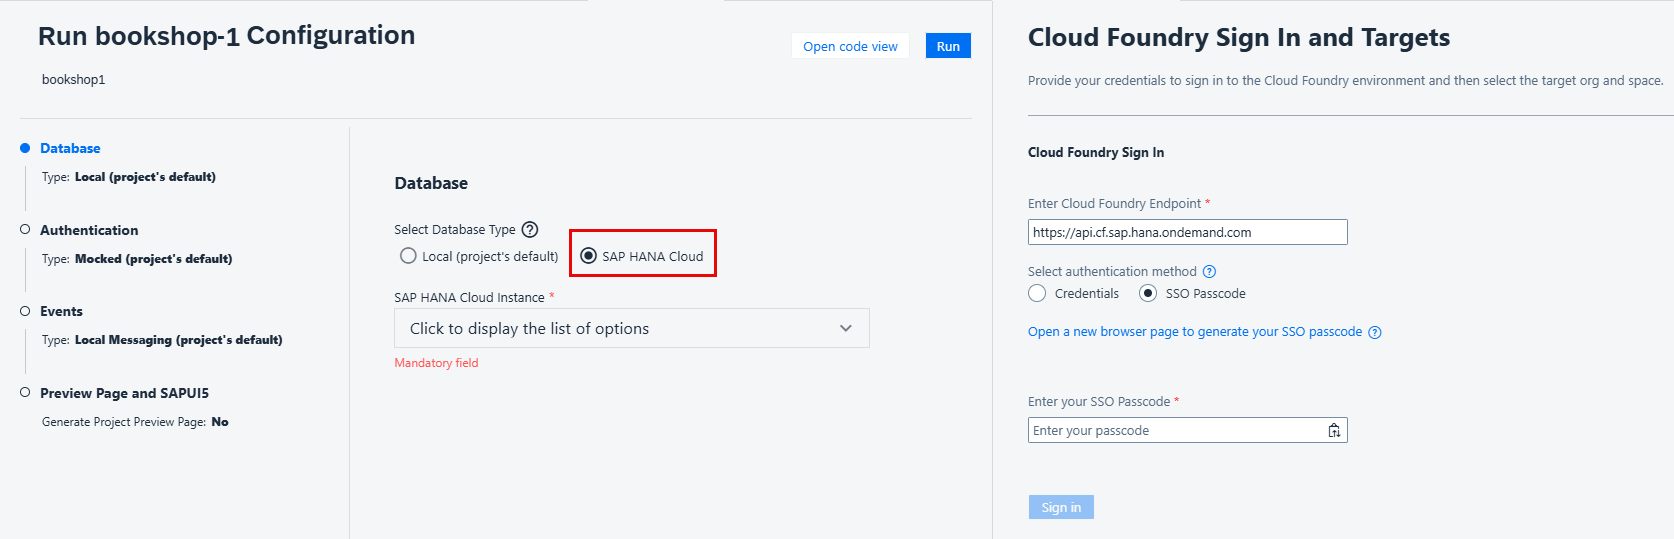 Run bookshop-1 Configuration
Open code view
Run
bookshop1
Database
Type: Local (project's default)
Authentication
Type: Mocked (project's default)
Events
Type: Local Messaging (project's default)
Preview Page and SAPUI5
Generate Project Preview Page: No
Database
Select Database Type ?
Local (project's default)
SAP HANA Cloud
SAP HANA Cloud Instance *
Click to display the list of options
Mandatory field
Cloud Foundry Sign In and Targets
Provide your credentials to sign in to the Cloud Foundry environment and then select the target org and space.
Cloud Foundry Sign In
Enter Cloud Foundry Endpoint *
https://api.cf.sap.hana.ondemand.com
Select authentication method ?
Credentials
SSO Passcode
Open a new browser page to generate your SSO passcode ?
Enter your SSO Passcode *
Enter your passcode
Sign in